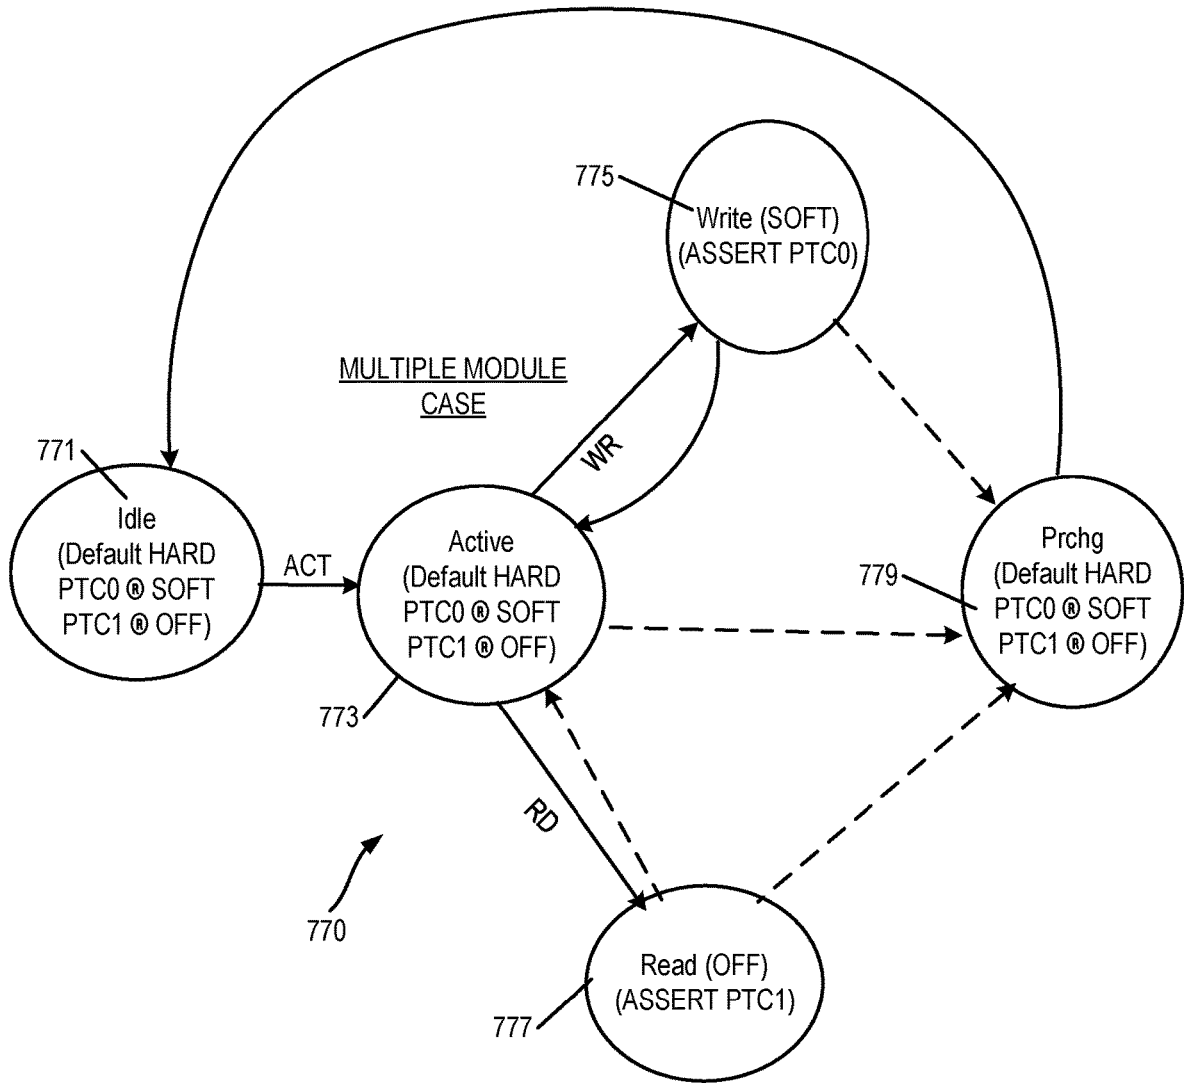 775
Write (SOFT)
(ASSERT PTC0)
MULTIPLE MODULE
CASE
WR
771
Idle
(Default HARD
PTC0 ® SOFT
PTC1 ® OFF)
ACT
Active
(Default HARD
PTC0 ® SOFT
PTC1 ® OFF)
773
779
Prchg
(Default HARD
PTC0 ® SOFT
PTC1 ® OFF)
RD
770
Read (OFF)
(ASSERT PTC1)
777